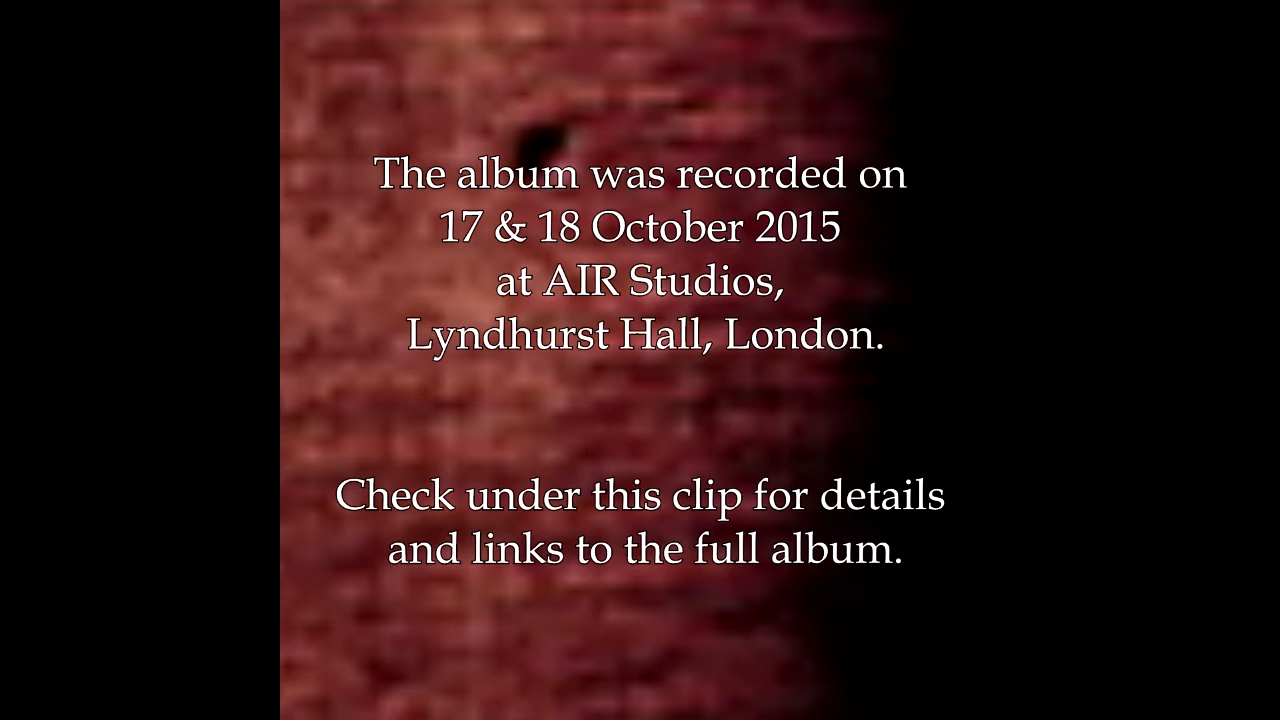 The album was recorded on
17 & 18 October 2015
at AIR Studios,
Lyndhurst Hall, London.
Check under this clip for details
and links to the full album.